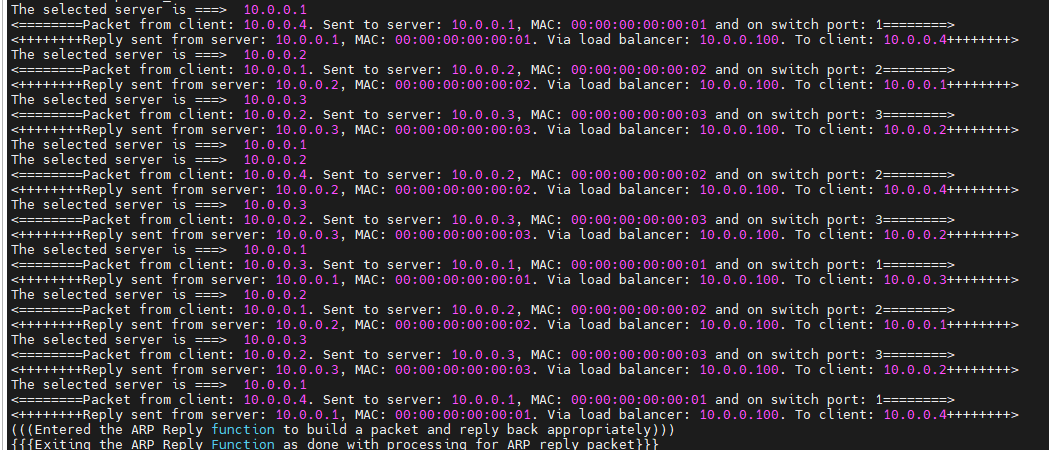 The selected server is ===>  10.0.0.1
<========Packet from client: 10.0.0.4. Sent to server: 10.0.0.1, MAC: 00:00:00:00:00:01 and on switch port: 1========>
<++++++++Reply sent from server: 10.0.0.1, MAC: 00:00:00:00:00:01. Via load balancer: 10.0.0.100. To client: 10.0.0.4++++++++>
The selected server is ===>  10.0.0.2
<========Packet from client: 10.0.0.1. Sent to server: 10.0.0.2, MAC: 00:00:00:00:00:02 and on switch port: 2========>
<++++++++Reply sent from server: 10.0.0.2, MAC: 00:00:00:00:00:02. Via load balancer: 10.0.0.100. To client: 10.0.0.1++++++++>
The selected server is ===>  10.0.0.3
<========Packet from client: 10.0.0.2. Sent to server: 10.0.0.3, MAC: 00:00:00:00:00:03 and on switch port: 3========>
<++++++++Reply sent from server: 10.0.0.3, MAC: 00:00:00:00:00:03. Via load balancer: 10.0.0.100. To client: 10.0.0.2++++++++>
The selected server is ===>  10.0.0.1
The selected server is ===>  10.0.0.2
<========Packet from client: 10.0.0.4. Sent to server: 10.0.0.2, MAC: 00:00:00:00:00:02 and on switch port: 2========>
<++++++++Reply sent from server: 10.0.0.2, MAC: 00:00:00:00:00:02. Via load balancer: 10.0.0.100. To client: 10.0.0.4++++++++>
The selected server is ===>  10.0.0.3
<========Packet from client: 10.0.0.2. Sent to server: 10.0.0.3, MAC: 00:00:00:00:00:03 and on switch port: 3========>
<++++++++Reply sent from server: 10.0.0.3, MAC: 00:00:00:00:00:03. Via load balancer: 10.0.0.100. To client: 10.0.0.2++++++++>
The selected server is ===>  10.0.0.1
<========Packet from client: 10.0.0.3. Sent to server: 10.0.0.1, MAC: 00:00:00:00:00:01 and on switch port: 1========>
<++++++++Reply sent from server: 10.0.0.1, MAC: 00:00:00:00:00:01. Via load balancer: 10.0.0.100. To client: 10.0.0.3++++++++>
The selected server is ===>  10.0.0.2
<========Packet from client: 10.0.0.1. Sent to server: 10.0.0.2, MAC: 00:00:00:00:00:02 and on switch port: 2========>
<++++++++Reply sent from server: 10.0.0.2, MAC: 00:00:00:00:00:02. Via load balancer: 10.0.0.100. To client: 10.0.0.1++++++++>
The selected server is ===>  10.0.0.3
<========Packet from client: 10.0.0.2. Sent to server: 10.0.0.3, MAC: 00:00:00:00:00:03 and on switch port: 3========>
<++++++++Reply sent from server: 10.0.0.3, MAC: 00:00:00:00:00:03. Via load balancer: 10.0.0.100. To client: 10.0.0.2++++++++>
The selected server is ===>  10.0.0.1
<========Packet from client: 10.0.0.4. Sent to server: 10.0.0.1, MAC: 00:00:00:00:00:01 and on switch port: 1========>
<++++++++Reply sent from server: 10.0.0.1, MAC: 00:00:00:00:00:01. Via load balancer: 10.0.0.100. To client: 10.0.0.4++++++++>
(((Entered the ARP Reply function to build a packet and reply back appropriately)))
{{{Exiting the ARP Reply Function as done with processing for ARP reply packet}}}